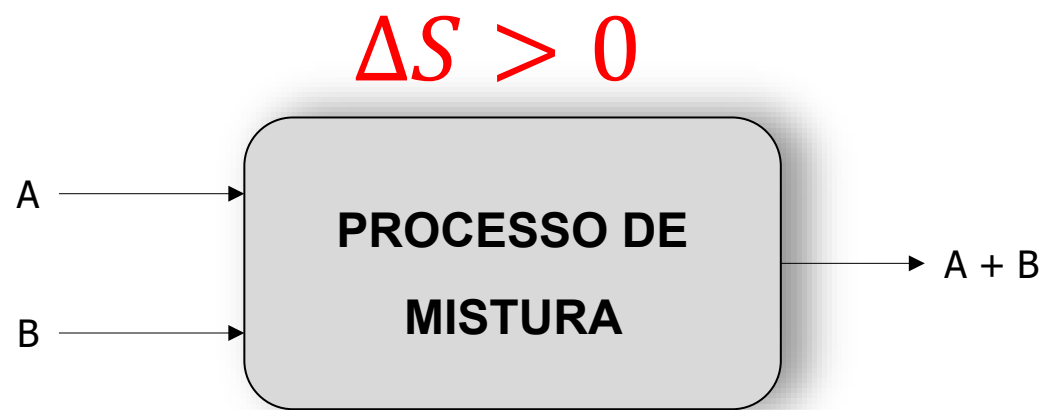 ΔS > 0
A
PROCESSO DE
MISTURA
B
A + B